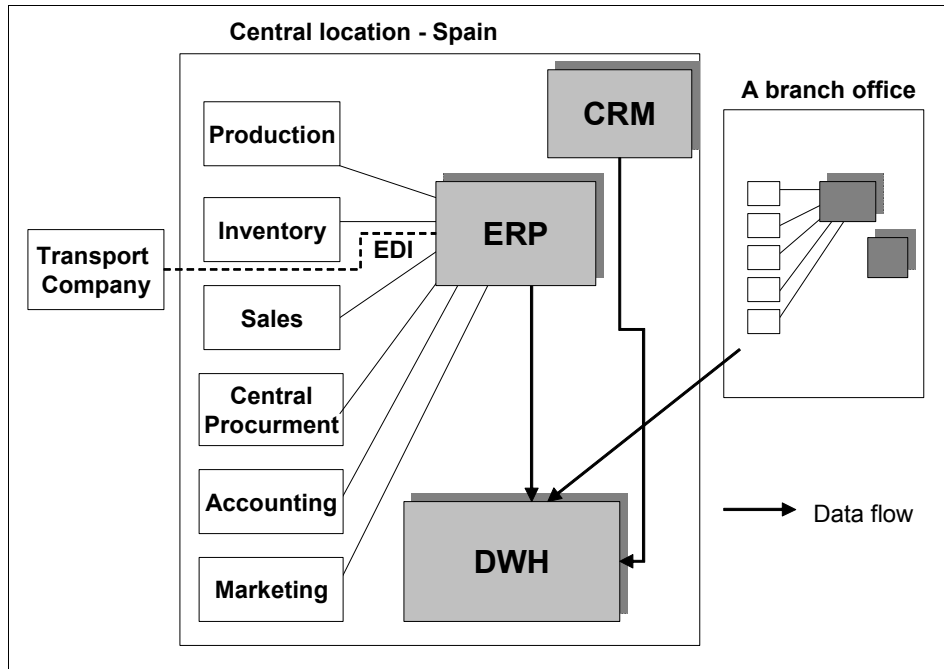 Central location - Spain
A branch office
CRM
Production
ERP
Inventory
EDI
Transport
Company
Sales
Central
Procurment
Accounting
Data flow
DWH
Marketing